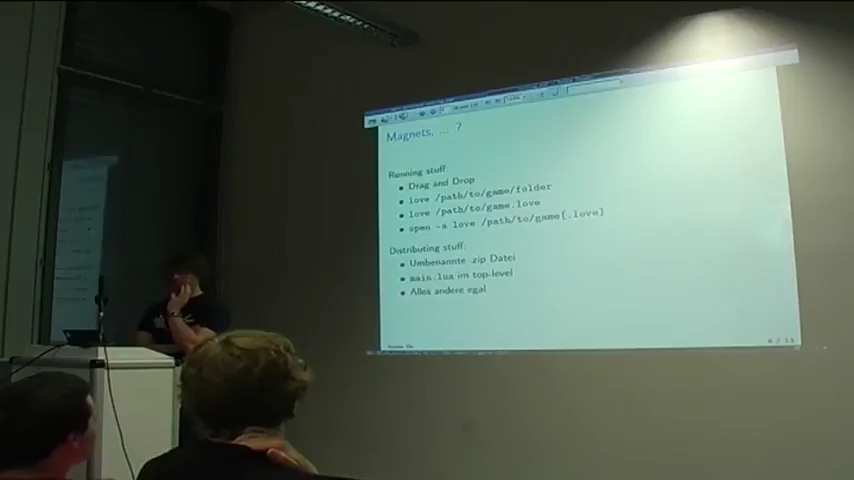 Magnets, ... ?
Running stuff:
Drag and Drop
love /path/to/game/folder
love /path/to/game.love
open -a love /path/to/game[.love]
Distributing stuff:
Umbenannte .zip Datei
main.lua im top-level
Alles andere egal